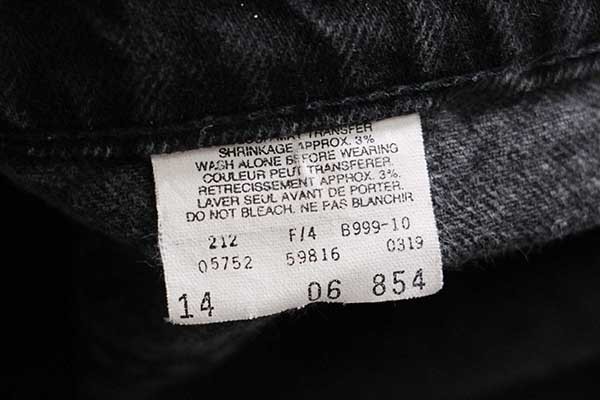 TRANSFER
SHRINKAGE APPROX. 3%
WASH ALONE BEFORE WEARING
COULEUR PEUT TRANSFERER.
RETRECISSEMENT APPROX. 3%.
LAVER SEUL AVANT DE PORTER.
DO NOT BLEACH. NE PAS BLANCHIR
212 F/4 B999-10
05752 59816 0319
14 06 854